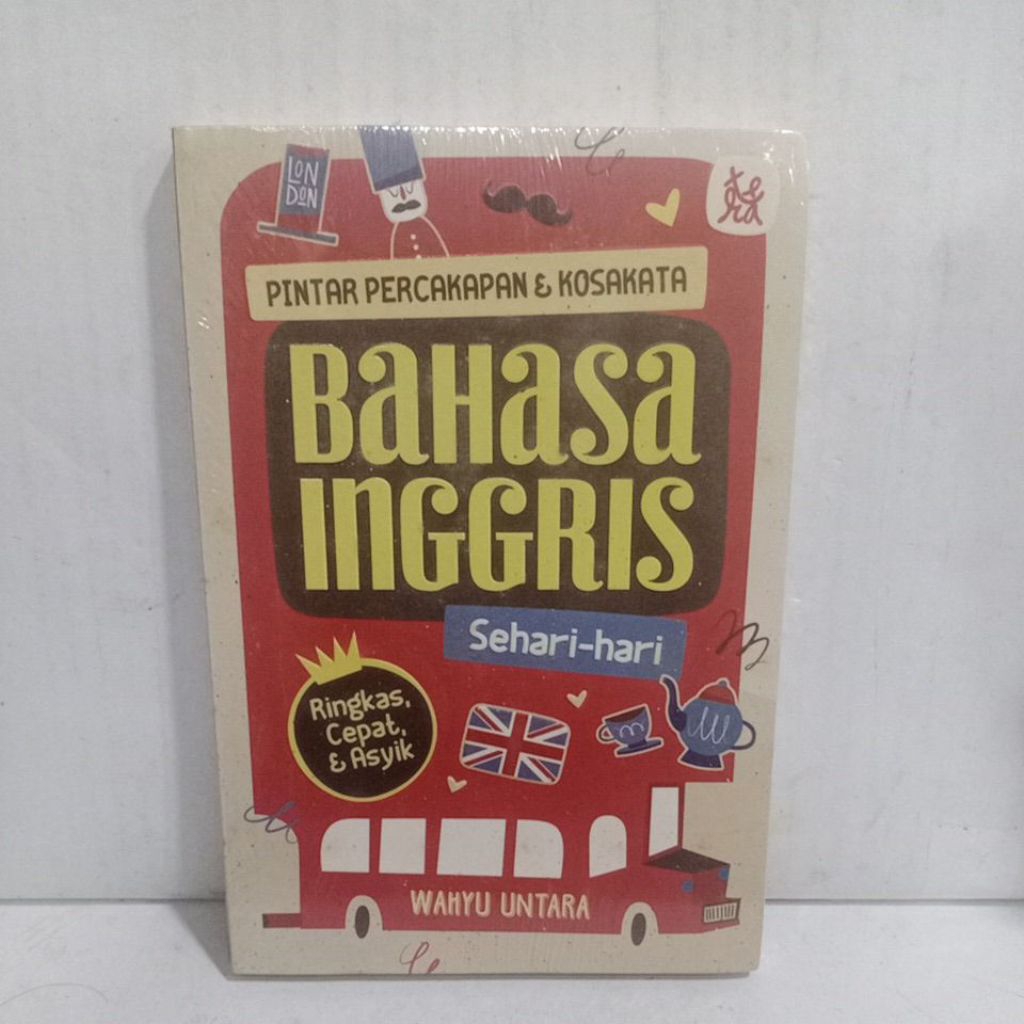 LON
DON
PINTAR PERCAKAPAN & KOSAKATA
BaHasa
INGGRIS
Sehari-hari
Ringkas,
Cepat,
& Asyik
WAHYU UNTARA